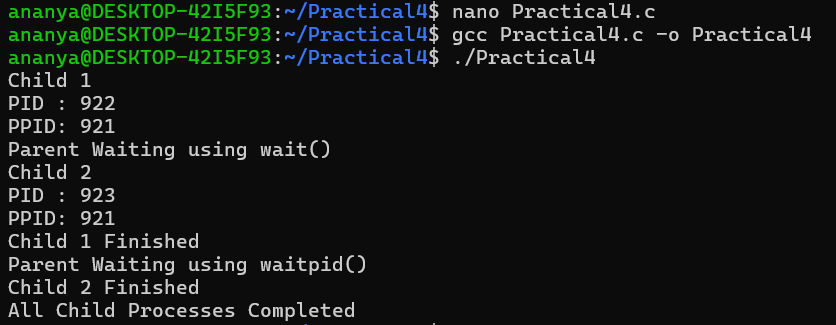 ananya@DESKTOP-42I5F93:~/Practical4$ nano Practical4.c
ananya@DESKTOP-42I5F93:~/Practical4$ gcc Practical4.c -o Practical4
ananya@DESKTOP-42I5F93:~/Practical4$ ./Practical4
Child 1
PID : 922
PPID: 921
Parent Waiting using wait()
Child 2
PID : 923
PPID: 921
Child 1 Finished
Parent Waiting using waitpid()
Child 2 Finished
All Child Processes Completed